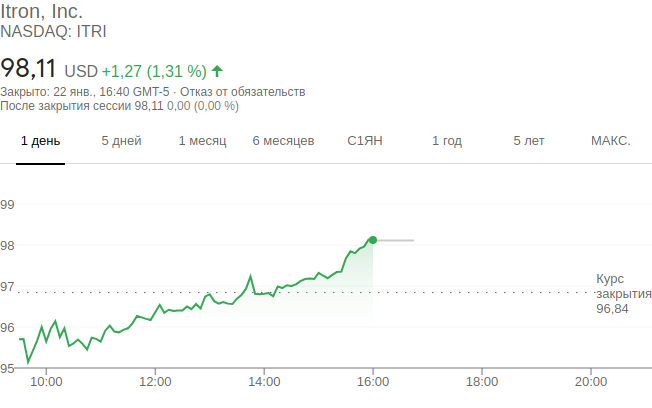 Itron, Inc.
NASDAQ: ITRI
98,11 USD +1,27 (1,31 %)
Закрыто: 22 янв., 16:40 GMT-5 · Отказ от обязательств
После закрытия сессии 98,11 0,00 (0,00 %)
1 день 5 дней 1 месяц 6 месяцев С1ЯН 1 год 5 лет МАКС.
99
98
97
96
95
Курс
закрытия
96,84
10:00 12:00 14:00 16:00 18:00 20:00